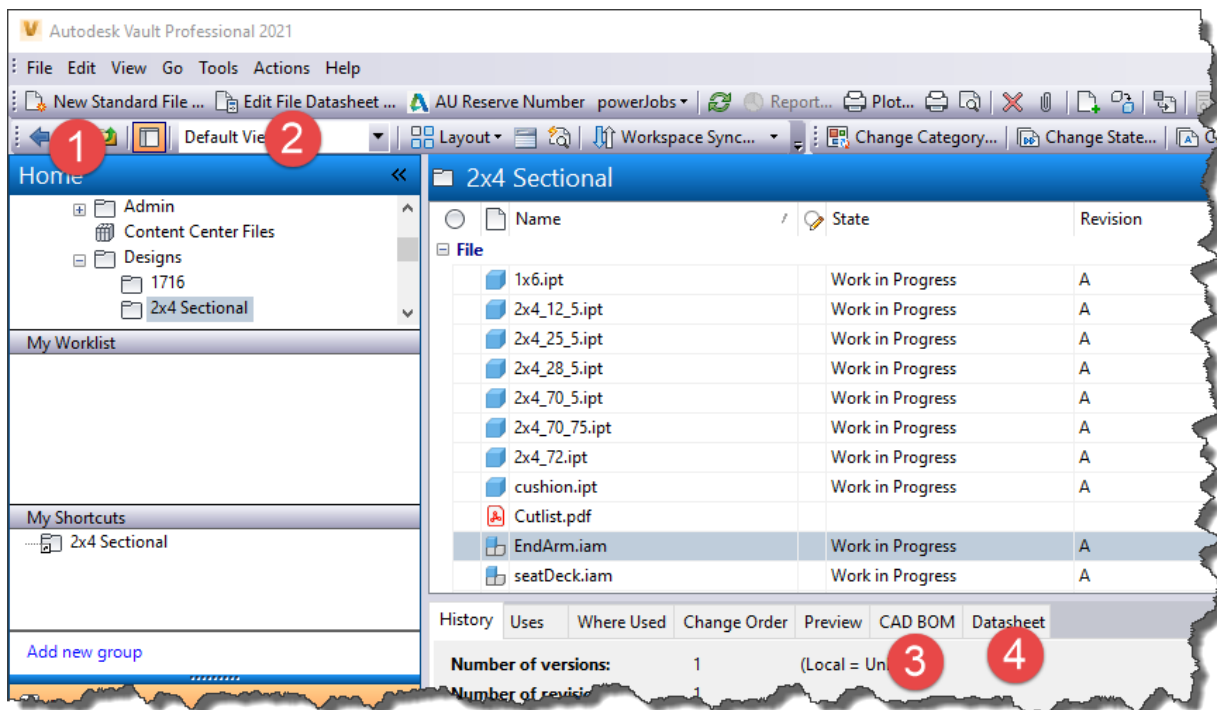 Autodesk Vault Professional 2021
File Edit View Go Tools Actions Help
New Standard File ... Edit File Datasheet ... AU Reserve Number powerJobs Report... Plot...
1 Default Vie 2 Layout Workspace Sync... Change Category... Change State...
Home
2x4 Sectional
Admin
Content Center Files
Designs
1716
2x4 Sectional
My Worklist
My Shortcuts
2x4 Sectional
Add new group
Name / State Revision
File
1x6.ipt Work in Progress A
2x4_12_5.ipt Work in Progress A
2x4_25_5.ipt Work in Progress A
2x4_28_5.ipt Work in Progress A
2x4_70_5.ipt Work in Progress A
2x4_70_75.ipt Work in Progress A
2x4_72.ipt Work in Progress A
cushion.ipt Work in Progress A
Cutlist.pdf
EndArm.iam Work in Progress A
seatDeck.iam Work in Progress A
History Uses Where Used Change Order Preview CAD BOM Datasheet
Number of versions: 1 (Local = Un 3 4
Number of revisi 1